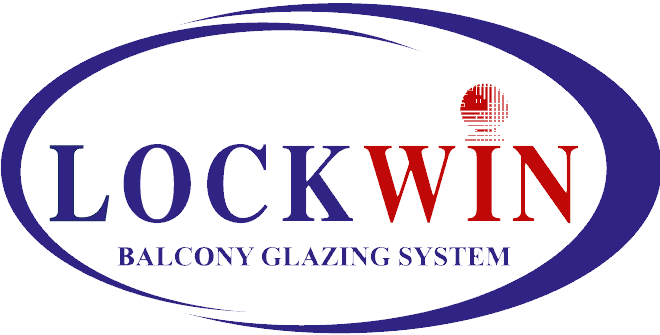 LOCKWIN
BALCONY GLAZING SYSTEM